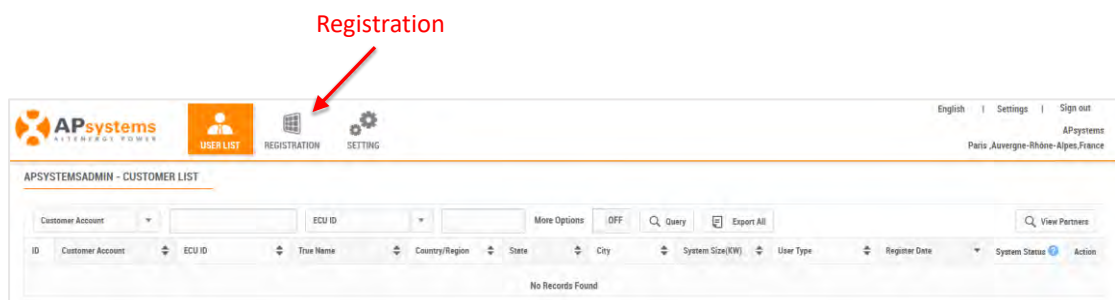 Registration
English | Settings | Sign out
APsystems
ALTENERGY POWER
USER LIST
REGISTRATION
SETTING
APsystems
Paris ,Auvergne-Rhône-Alpes,France
APSYSTEMSADMIN - CUSTOMER LIST
Customer Account ECU ID More Options OFF Query Export All View Partners
ID Customer Account ECU ID True Name Country/Region State City System Size(KW) User Type Register Date System Status ? Action
No Records Found